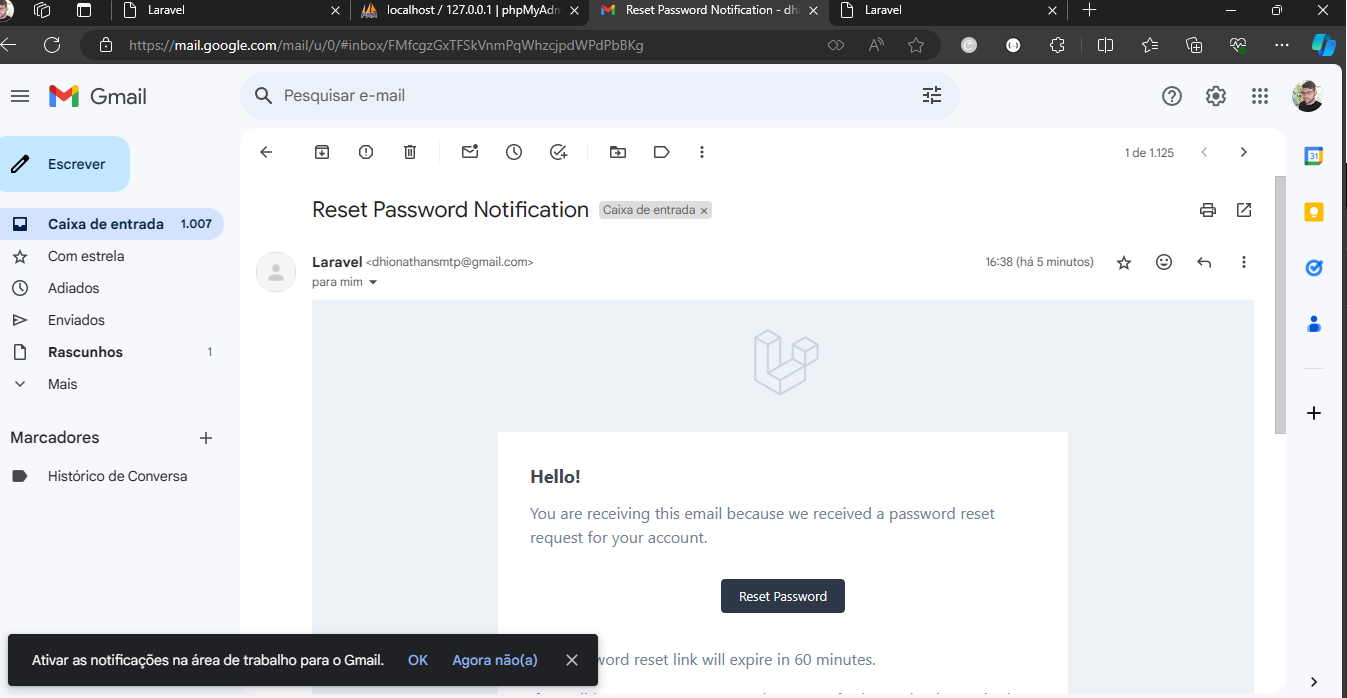 Laravel
localhost / 127.0.0.1 | phpMyAdm
Reset Password Notification - dhi
Laravel
https://mail.google.com/mail/u/0/#inbox/FMfcgzGxTFSkVnmPqWhzcjpdWPdPbBKg
Gmail
Pesquisar e-mail
Escrever
1 de 1.125
Caixa de entrada 1.007
Com estrela
Adiados
Enviados
Rascunhos 1
Mais
Marcadores
Histórico de Conversa
Reset Password Notification Caixa de entrada x
Laravel <dhionathansmtp@gmail.com> 16:38 (há 5 minutos)
para mim
Hello!
You are receiving this email because we received a password reset
request for your account.
Reset Password
word reset link will expire in 60 minutes.
Ativar as notificações na área de trabalho para o Gmail. OK Agora não(a)
31